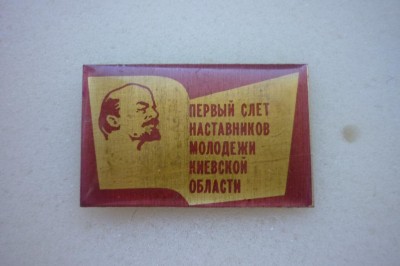 ПЕРВЫЙ СЛЕТ
НАСТАВНИКОВ
МОЛОДЕЖИ
КИЕВСКОЙ
ОБЛАСТИ